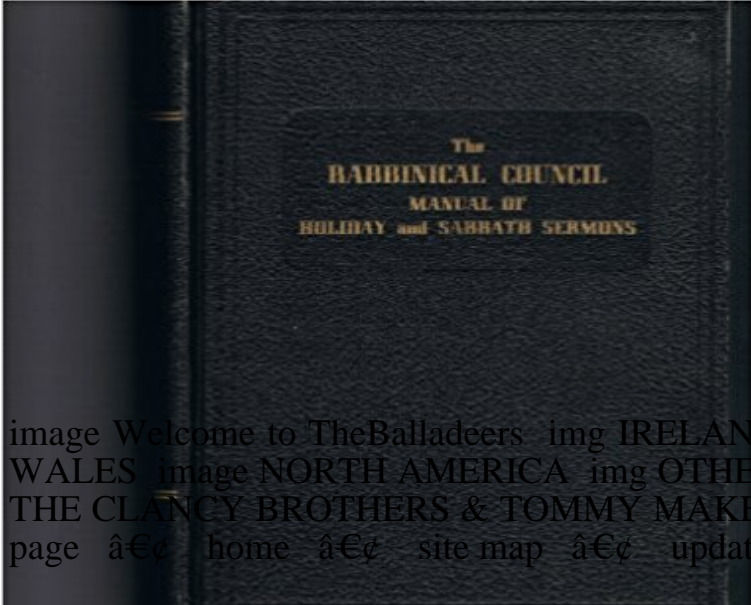 The
RABBINICAL COUNCIL
MANUAL OF
HOLIDAY and SABBATH SERMONS
image Welcome to TheBalladeers img IRELAN
WALES image NORTH AMERICA img OTHE
THE CLANCY BROTHERS & TOMMY MAKE
page â€¢ home â€¢ site map â€¢ updat